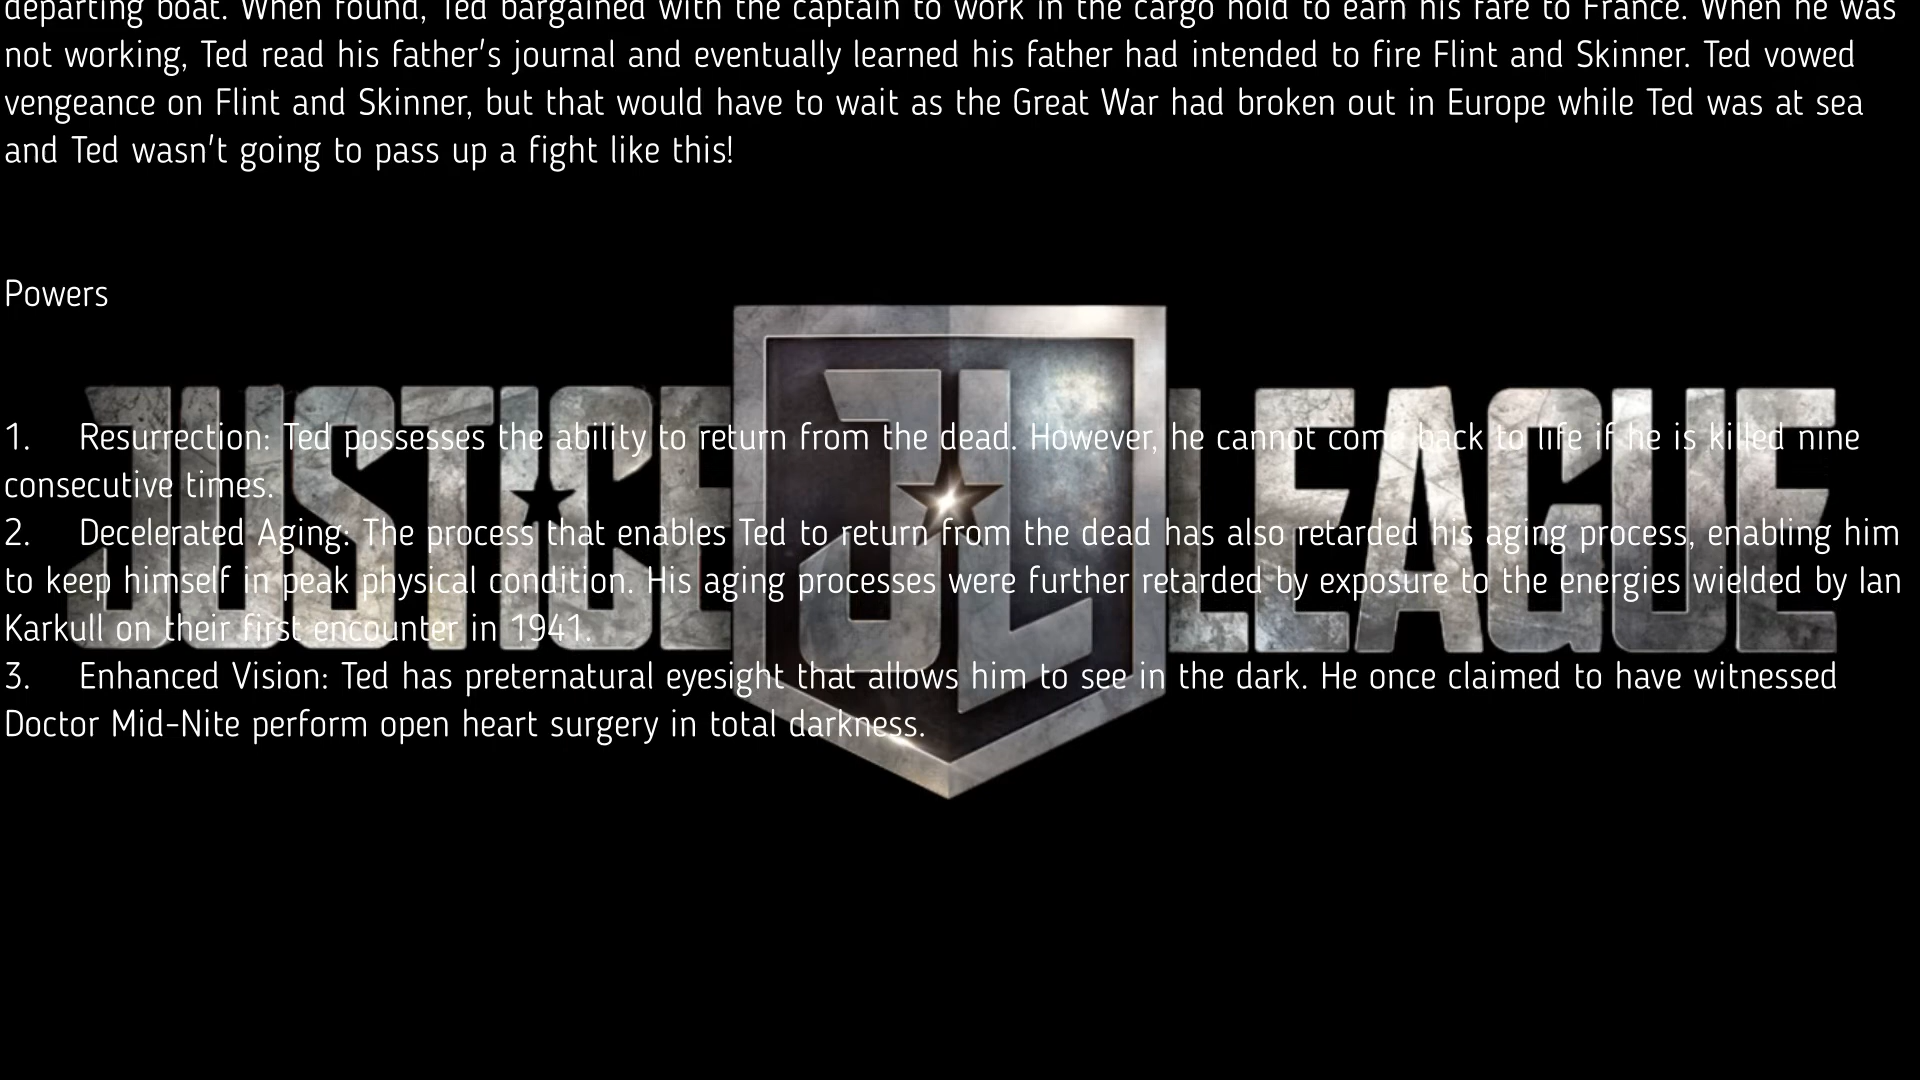 departing boat. When found, Ted bargained with the captain to work in the cargo hold to earn his fare to France. When he was
not working, Ted read his father's journal and eventually learned his father had intended to fire Flint and Skinner. Ted vowed
vengeance on Flint and Skinner, but that would have to wait as the Great War had broken out in Europe while Ted was at sea
and Ted wasn't going to pass up a fight like this!
Powers
JUSTICE JL LEAGUE
1. Resurrection: Ted possesses the ability to return from the dead. However, he cannot come back to life if he is killed nine
consecutive times.
2. Decelerated Aging: The process that enables Ted to return from the dead has also retarded his aging process, enabling him
to keep himself in peak physical condition. His aging processes were further retarded by exposure to the energies wielded by Ian
Karkull on their first encounter in 1941.
3. Enhanced Vision: Ted has preternatural eyesight that allows him to see in the dark. He once claimed to have witnessed
Doctor Mid-Nite perform open heart surgery in total darkness.